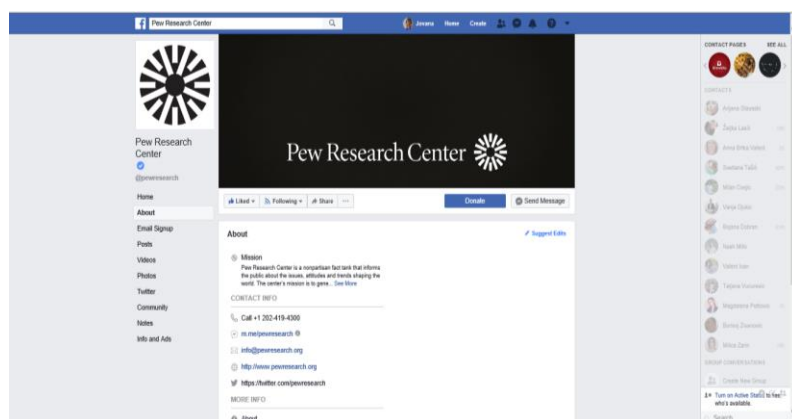 Pew Research Center
Jovana Home Create
Pew Research
Center
@pewresearch
Home
About
Email Signup
Posts
Videos
Photos
Twitter
Community
Notes
Info and Ads
Pew Research Center
Liked Following Share
Donate
Send Message
About
Suggest Edits
Mission
Pew Research Center is a nonpartisan fact tank that informs
the public about the issues, attitudes and trends shaping the
world. The center's mission is to gene... See More
CONTACT INFO
Call +1 202-419-4300
m.me/pewresearch
info@pewresearch.org
http://www.pewresearch.org
https://twitter.com/pewresearch
MORE INFO
About
CONTACT PAGES SEE ALL
CONTACTS
GROUP CONVERSATIONS
Create New Group
Turn on Active Status to see
who's available.
Search